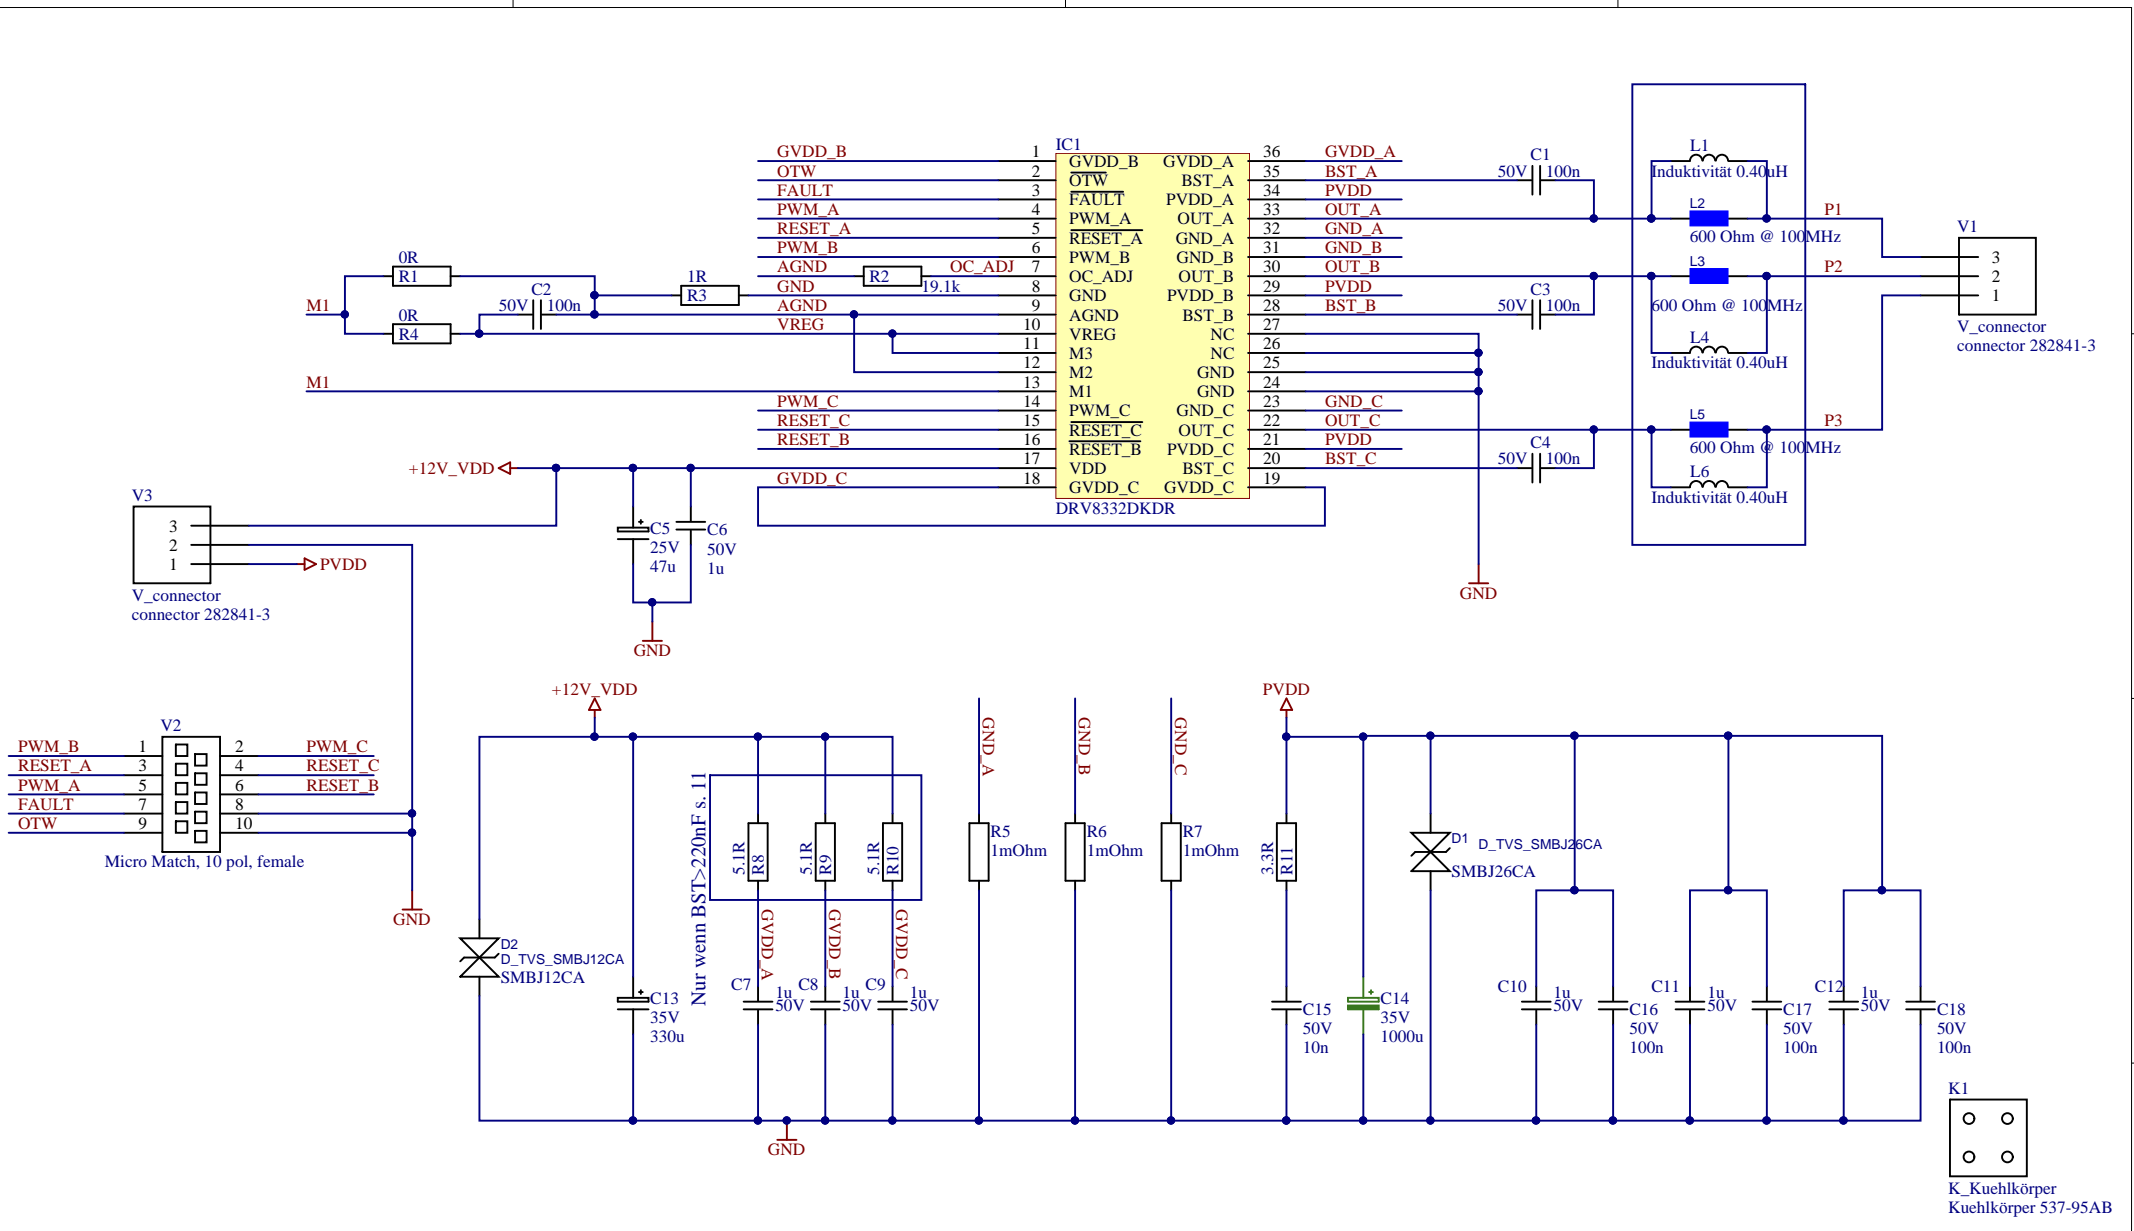 IC1
GVDD_B 1 GVDD_B GVDD_A 36 GVDD_A
OTW 2 OTW BST_A 35 BST_A
FAULT 3 FAULT PVDD_A 34 PVDD
PWM_A 4 PWM_A OUT_A 33 OUT_A
RESET_A 5 RESET_A GND_A 32 GND_A
PWM_B 6 PWM_B GND_B 31 GND_B
AGND R2 19.1k OC_ADJ 7 OC_ADJ OUT_B 30 OUT_B
GND 8 GND PVDD_B 29 PVDD
AGND 9 AGND BST_B 28 BST_B
VREG 10 VREG NC 27
11 M3 NC 26
12 M2 GND 25
M1 13 M1 GND 24
PWM_C 14 PWM_C GND_C 23 GND_C
RESET_C 15 RESET_C OUT_C 22 OUT_C
RESET_B 16 RESET_B PVDD_C 21 PVDD
+12V_VDD 17 VDD BST_C 20 BST_C
GVDD_C 18 GVDD_C GVDD_C 19
DRV8332DKDR
0R
R1
M1
0R
R4
C2
50V 100n
1R
R3
C1
50V 100n
C3
50V 100n
C4
50V 100n
L1
Induktivität 0.40uH
L2
600 Ohm @ 100MHz
L3
600 Ohm @ 100MHz
L4
Induktivität 0.40uH
L5
600 Ohm @ 100MHz
L6
Induktivität 0.40uH
P1
P2
P3
V1
3
2
1
V_connector
connector 282841-3
GND
V3
3
2
1
PVDD
V_connector
connector 282841-3
C5
25V
47u
C6
50V
1u
GND
V2
PWM_B 1 2 PWM_C
RESET_A 3 4 RESET_C
PWM_A 5 6 RESET_B
FAULT 7 8
OTW 9 10
Micro Match, 10 pol, female
GND
+12V_VDD
D2
D_TVS_SMBJ12CA
SMBJ12CA
C13
35V
330u
Nur wenn BST>220nF s. 11
5.1R
R8
5.1R
R9
5.1R
R10
GVDD_A
GVDD_B
GVDD_C
C7 1u
50V
C8 1u
50V
C9 1u
50V
GND
GND_A
R5
1mOhm
GND_B
R6
1mOhm
GND_C
R7
1mOhm
PVDD
3.3R
R11
C15
50V
10n
C14
35V
1000u
D1 D_TVS_SMBJ26CA
SMBJ26CA
C10 1u
50V
C16
50V
100n
C11 1u
50V
C17
50V
100n
C12 1u
50V
C18
50V
100n
K1
K_Kuehlkörper
Kuehlkörper 537-95AB